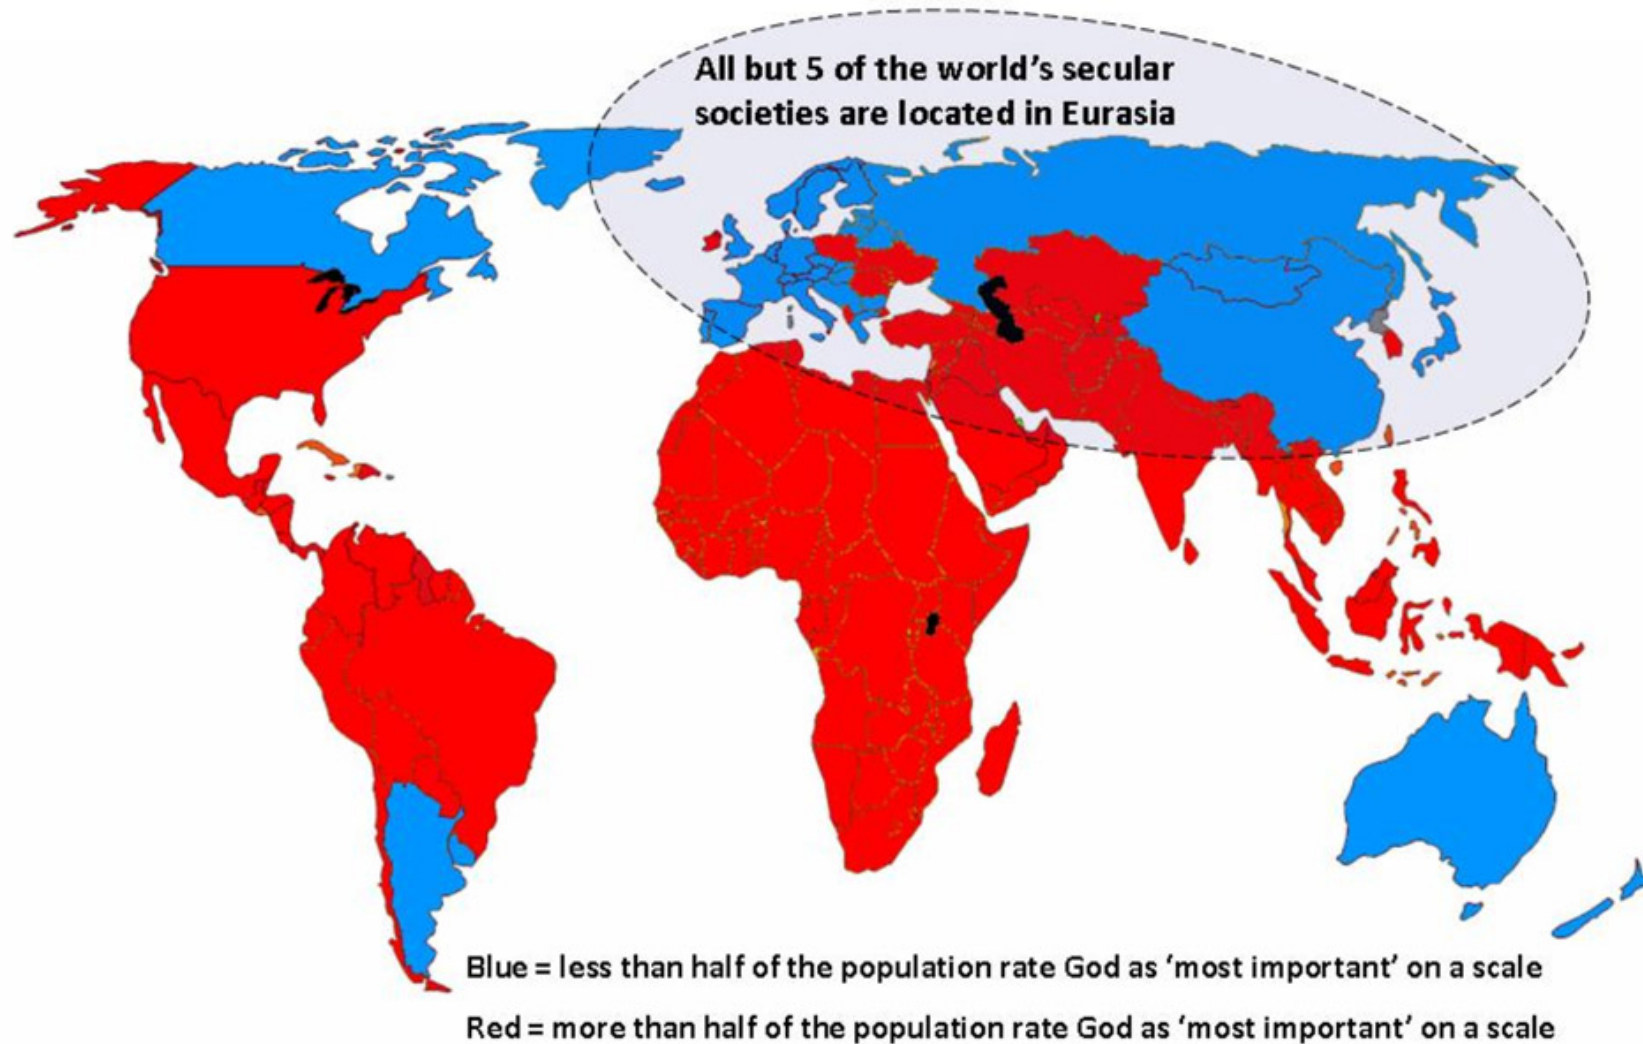 All but 5 of the world’s secular
societies are located in Eurasia
Blue = less than half of the population rate God as ‘most important’ on a scale
Red = more than half of the population rate God as ‘most important’ on a scale